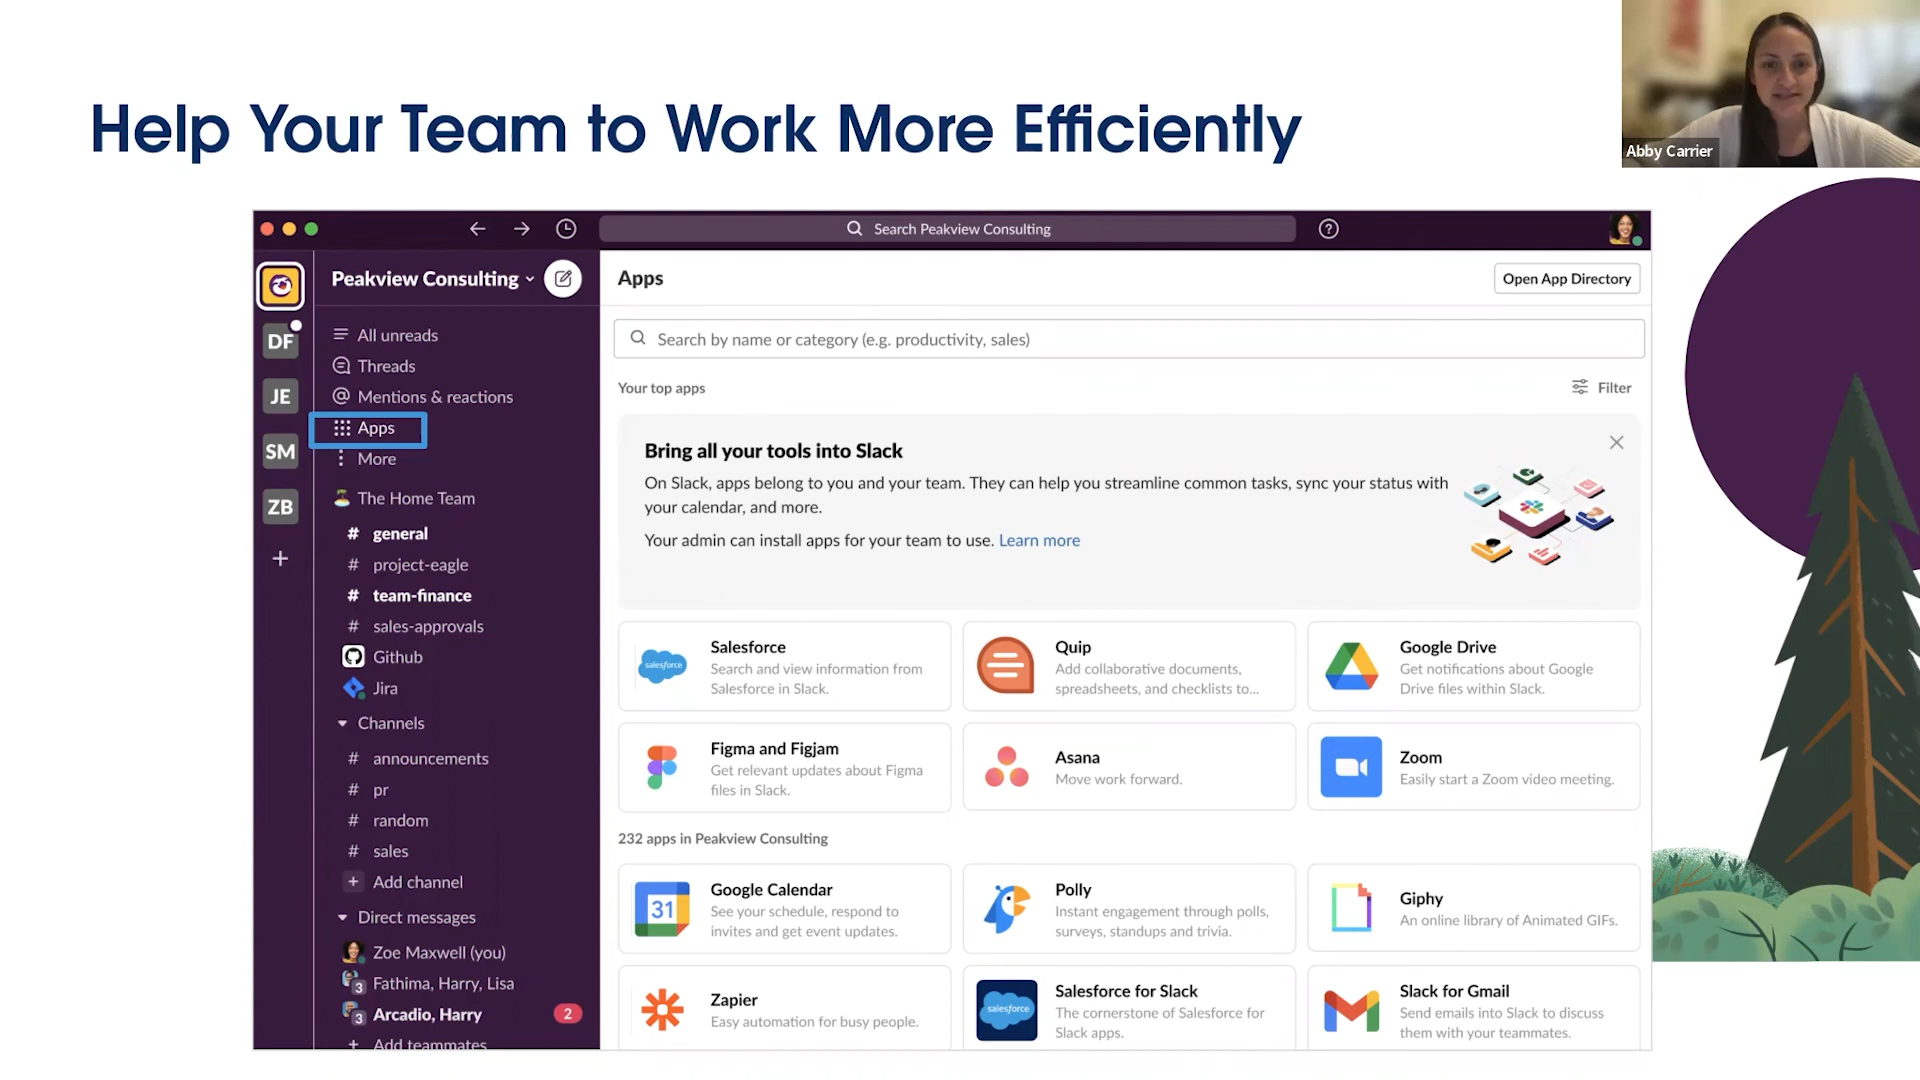 Help Your Team to Work More Efficiently
Abby Carrier
Search Peakview Consulting
Peakview Consulting
DF
JE
SM
ZB
All unreads
Threads
Mentions & reactions
Apps
More
The Home Team
# general
# project-eagle
# team-finance
# sales-approvals
Github
Jira
Channels
# announcements
# pr
# random
# sales
+ Add channel
Direct messages
Zoe Maxwell (you)
3 Fathima, Harry, Lisa
3 Arcadio, Harry 2
+ Add teammates
Apps
Open App Directory
Search by name or category (e.g. productivity, sales)
Your top apps
Filter
Bring all your tools into Slack
On Slack, apps belong to you and your team. They can help you streamline common tasks, sync your status with
your calendar, and more.
Your admin can install apps for your team to use. Learn more
salesforce
Salesforce
Search and view information from
Salesforce in Slack.
Quip
Add collaborative documents,
spreadsheets, and checklists to...
Google Drive
Get notifications about Google
Drive files within Slack.
Figma and Figjam
Get relevant updates about Figma
files in Slack.
Asana
Move work forward.
Zoom
Easily start a Zoom video meeting.
232 apps in Peakview Consulting
31
Google Calendar
See your schedule, respond to
invites and get event updates.
Polly
Instant engagement through polls,
surveys, standups and trivia.
Giphy
An online library of Animated GIFs.
Zapier
Easy automation for busy people.
salesforce
Salesforce for Slack
The cornerstone of Salesforce for
Slack apps.
Slack for Gmail
Send emails into Slack to discuss
them with your teammates.